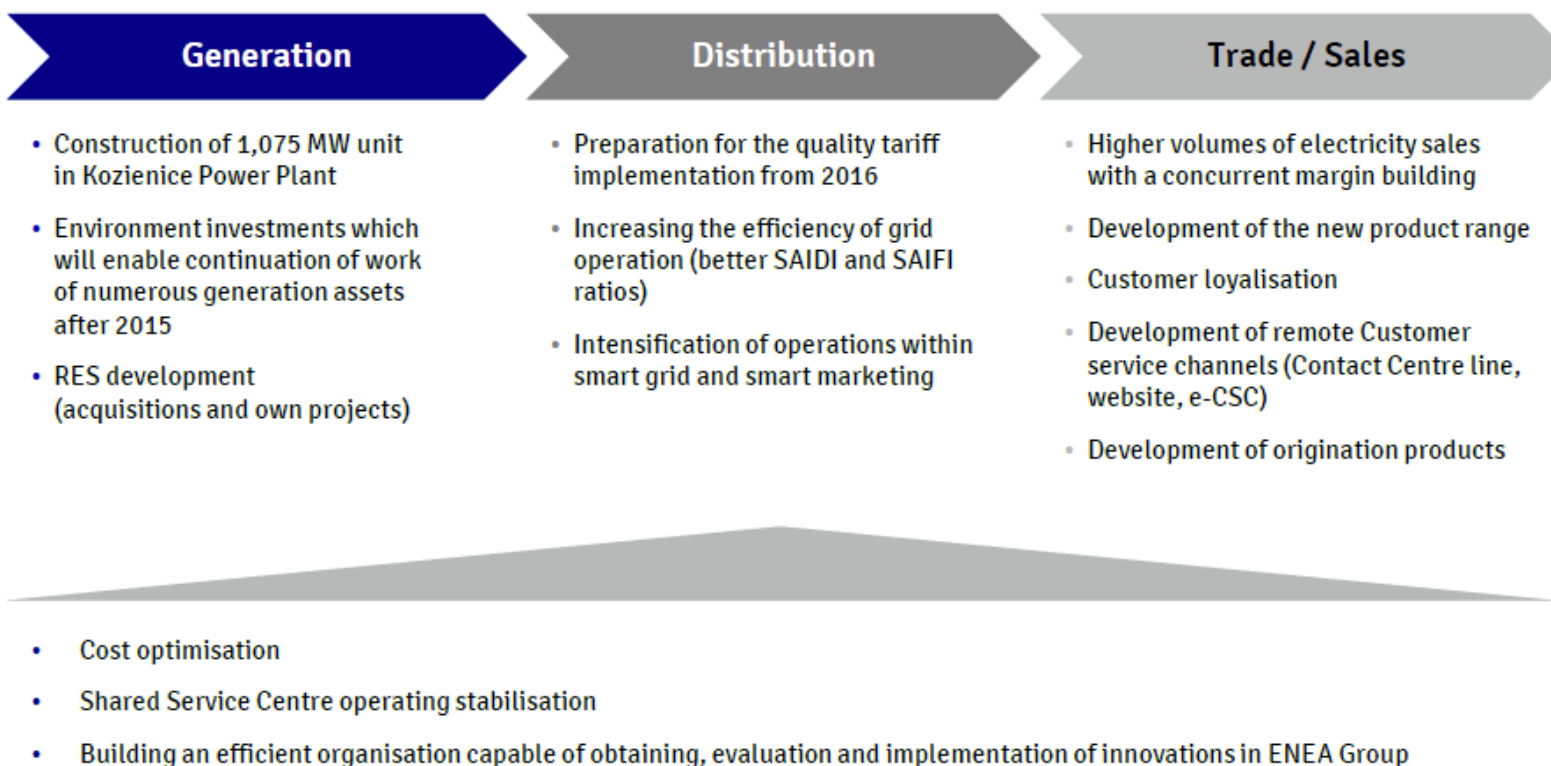 Generation
• Construction of 1,075 MW unit
in Kozienice Power Plant
• Environment investments which
will enable continuation of work
of numerous generation assets
after 2015
• RES development
(acquisitions and own projects)
Distribution
• Preparation for the quality tariff
implementation from 2016
• Increasing the efficiency of grid
operation (better SAIDI and SAIFI
ratios)
• Intensification of operations within
smart grid and smart marketing
Trade / Sales
• Higher volumes of electricity sales
with a concurrent margin building
• Development of the new product range
• Customer loyalisation
• Development of remote Customer
service channels (Contact Centre line,
website, e-CSC)
• Development of origination products
• Cost optimisation
• Shared Service Centre operating stabilisation
• Building an efficient organisation capable of obtaining, evaluation and implementation of innovations in ENEA Group